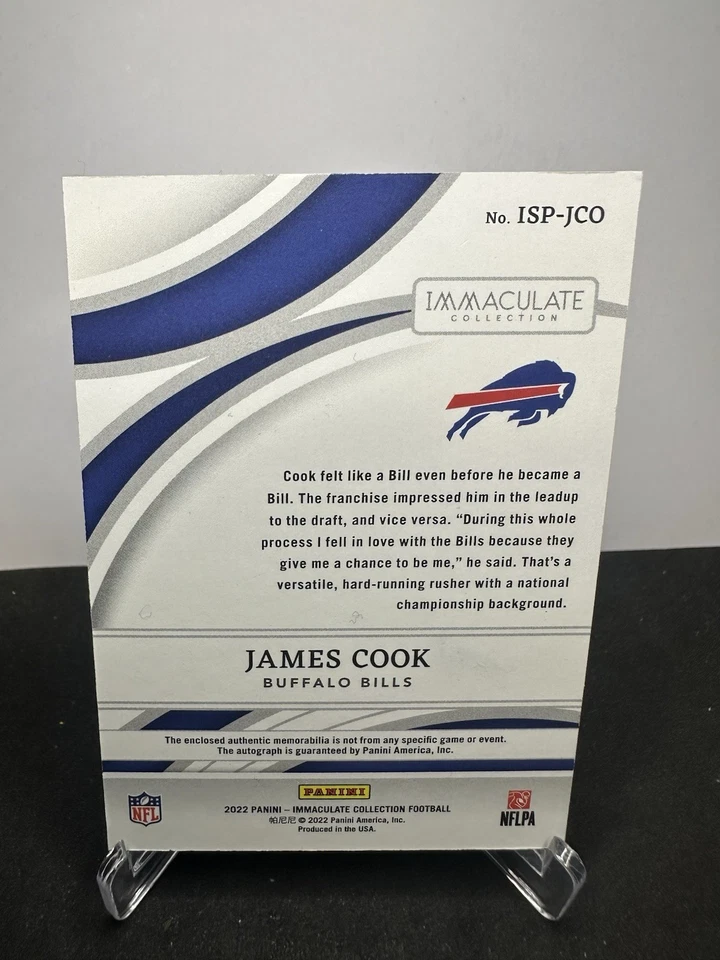 No. ISP-JCO
IMMACULATE
COLLECTION
Cook felt like a Bill even before he became a
Bill. The franchise impressed him in the leadup
to the draft, and vice versa. “During this whole
process I fell in love with the Bills because they
give me a chance to be me,” he said. That’s a
versatile, hard-running rusher with a national
championship background.
JAMES COOK
BUFFALO BILLS
The enclosed authentic memorabilia is not from any specific game or event.
The autograph is guaranteed by Panini America, Inc.
PANINI
2022 PANINI – IMMACULATE COLLECTION FOOTBALL
帕尼尼 © 2022 Panini America, Inc.
Produced in the USA.
NFL
NFLPA